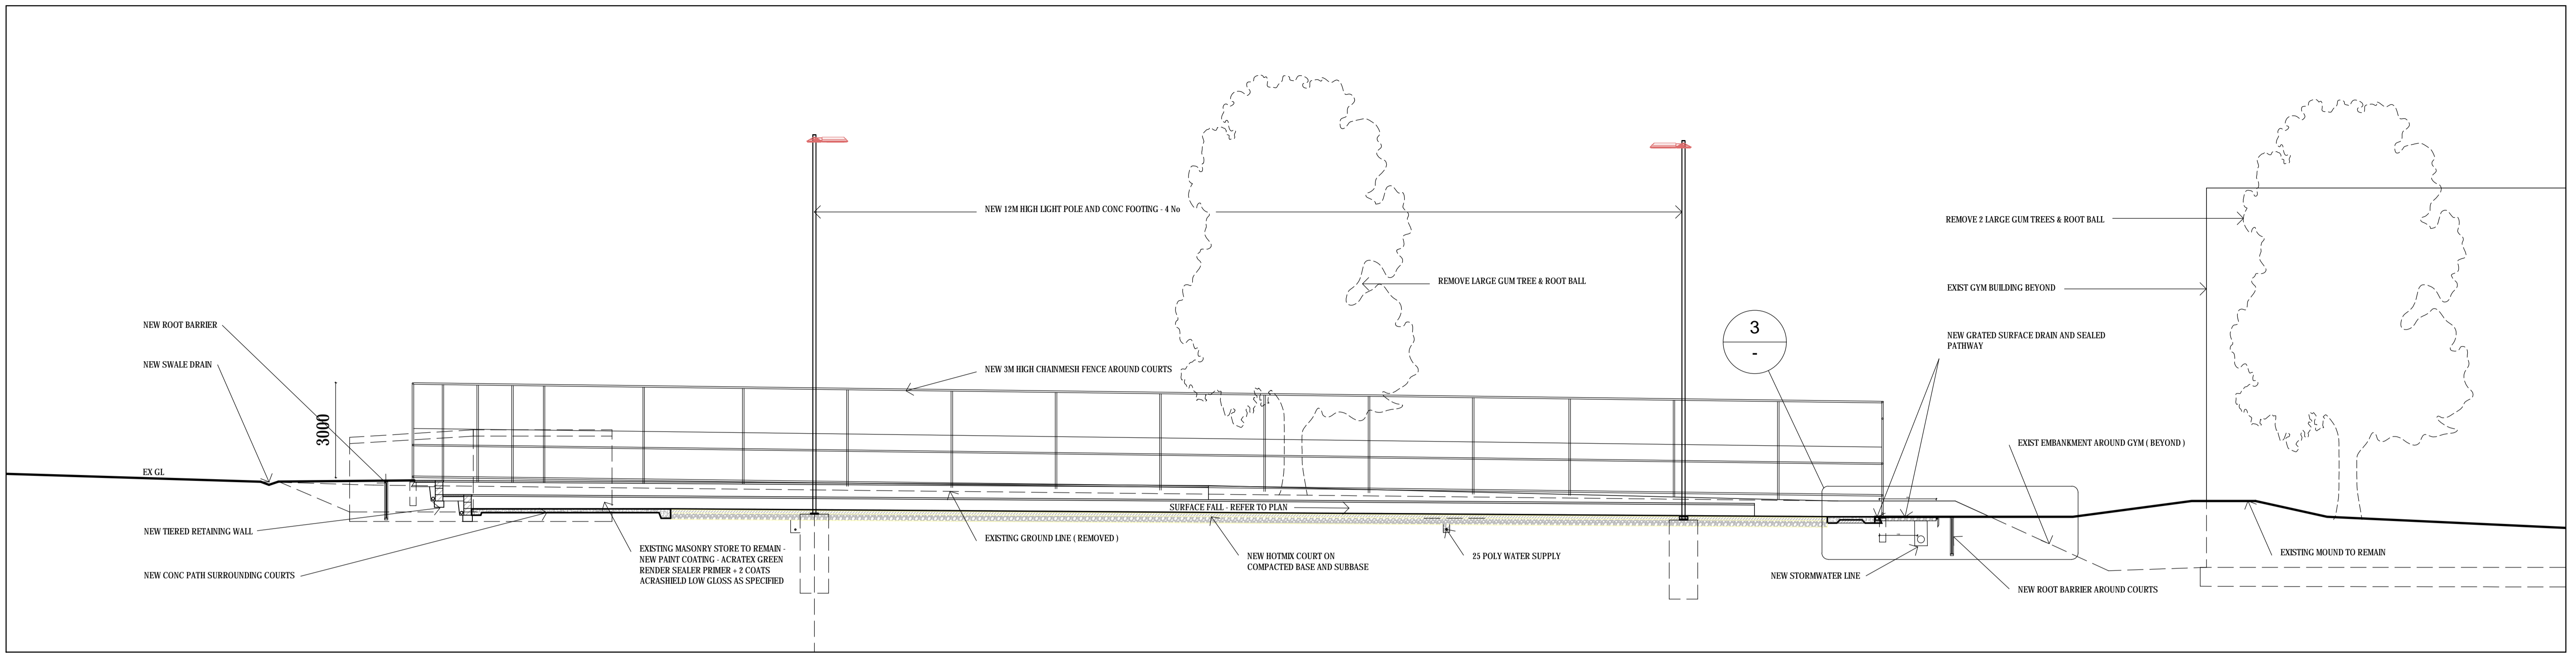 NEW 12M HIGH LIGHT POLE AND CONC FOOTING - 4 No
REMOVE 2 LARGE GUM TREES & ROOT BALL
REMOVE LARGE GUM TREE & ROOT BALL
EXIST GYM BUILDING BEYOND
NEW ROOT BARRIER
3
-
NEW GRATED SURFACE DRAIN AND SEALED
PATHWAY
NEW SWALE DRAIN
NEW 3M HIGH CHAINMESH FENCE AROUND COURTS
3000
EXIST EMBANKMENT AROUND GYM ( BEYOND )
EX GL
SURFACE FALL - REFER TO PLAN
NEW TIERED RETAINING WALL
EXISTING GROUND LINE ( REMOVED )
EXISTING MASONRY STORE TO REMAIN -
NEW PAINT COATING - ACRATEX GREEN
RENDER SEALER PRIMER + 2 COATS
ACRASHIELD LOW GLOSS AS SPECIFIED
NEW HOTMIX COURT ON
COMPACTED BASE AND SUBBASE
25 POLY WATER SUPPLY
EXISTING MOUND TO REMAIN
NEW CONC PATH SURROUNDING COURTS
NEW STORMWATER LINE
NEW ROOT BARRIER AROUND COURTS